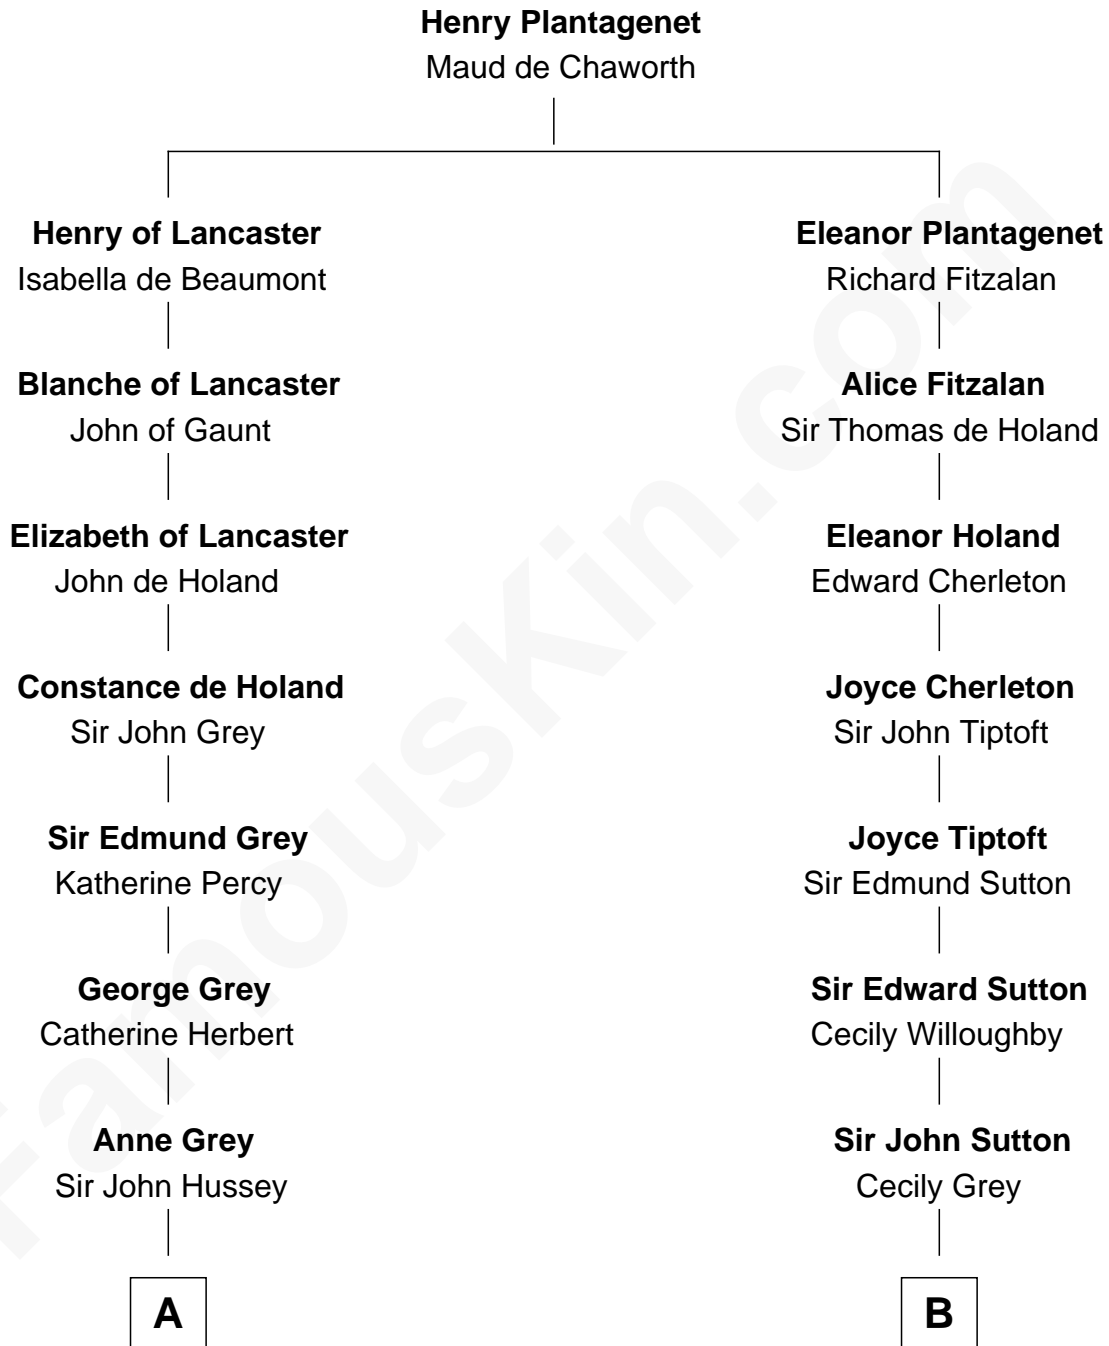 Henry Plantagenet
Maud de Chaworth
Henry of Lancaster
Isabella de Beaumont
Eleanor Plantagenet
Richard Fitzalan
Blanche of Lancaster
John of Gaunt
Alice Fitzalan
Sir Thomas de Holand
Elizabeth of Lancaster
John de Holand
Eleanor Holand
Edward Cherleton
Constance de Holand
Sir John Grey
Joyce Cherleton
Sir John Tiptoft
Sir Edmund Grey
Katherine Percy
Joyce Tiptoft
Sir Edmund Sutton
George Grey
Catherine Herbert
Sir Edward Sutton
Cecily Willoughby
Anne Grey
Sir John Hussey
Sir John Sutton
Cecily Grey
A
B
FamousKin.com